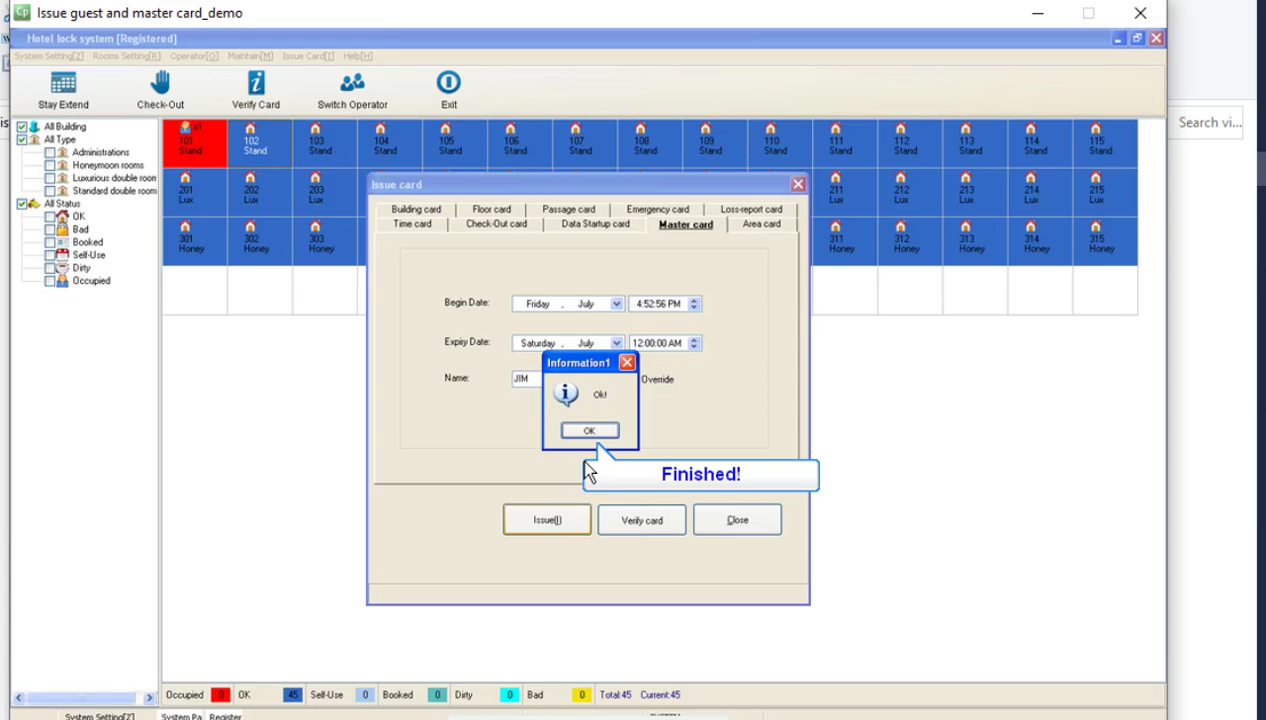 Issue guest and master card_demo
Hotel lock system [Registered]
System Setting[Z] Rooms Setting[R] Operator[O] Maintain[M] Issue Card[I] Help[H]
Stay Extend Check-Out Verify Card Switch Operator Exit
Search vi...
All Building
All Type
Administrations
Honeymoon rooms
Luxurious double room
Standard double room
All Status
OK
Bad
Booked
Self-Use
Dirty
Occupied
101 102 103 104 105 106 107 108 109 110 111 112 113 114 115
Stand Stand Stand Stand Stand Stand Stand Stand Stand Stand Stand Stand Stand Stand Stand
201 202 203 211 212 213 214 215
Lux Lux Lux Lux Lux Lux Lux Lux
301 302 303 311 312 313 314 315
Honey Honey Honey Honey Honey Honey Honey Honey
Issue card
Building card Floor card Passage card Emergency card Loss-report card
Time card Check-Out card Data Startup card Master card Area card
Begin Date: Friday , July 4:52:56 PM
Expiry Date: Saturday , July 12:00:00 AM
Name: JIM Override
Information1
Ok!
OK
Finished!
Issue(I) Verify card Close
Occupied 0 OK 45 Self-Use 0 Booked 0 Dirty 0 Bad 0 Total:45 Current:45
System Setting[Z] System Pa Register